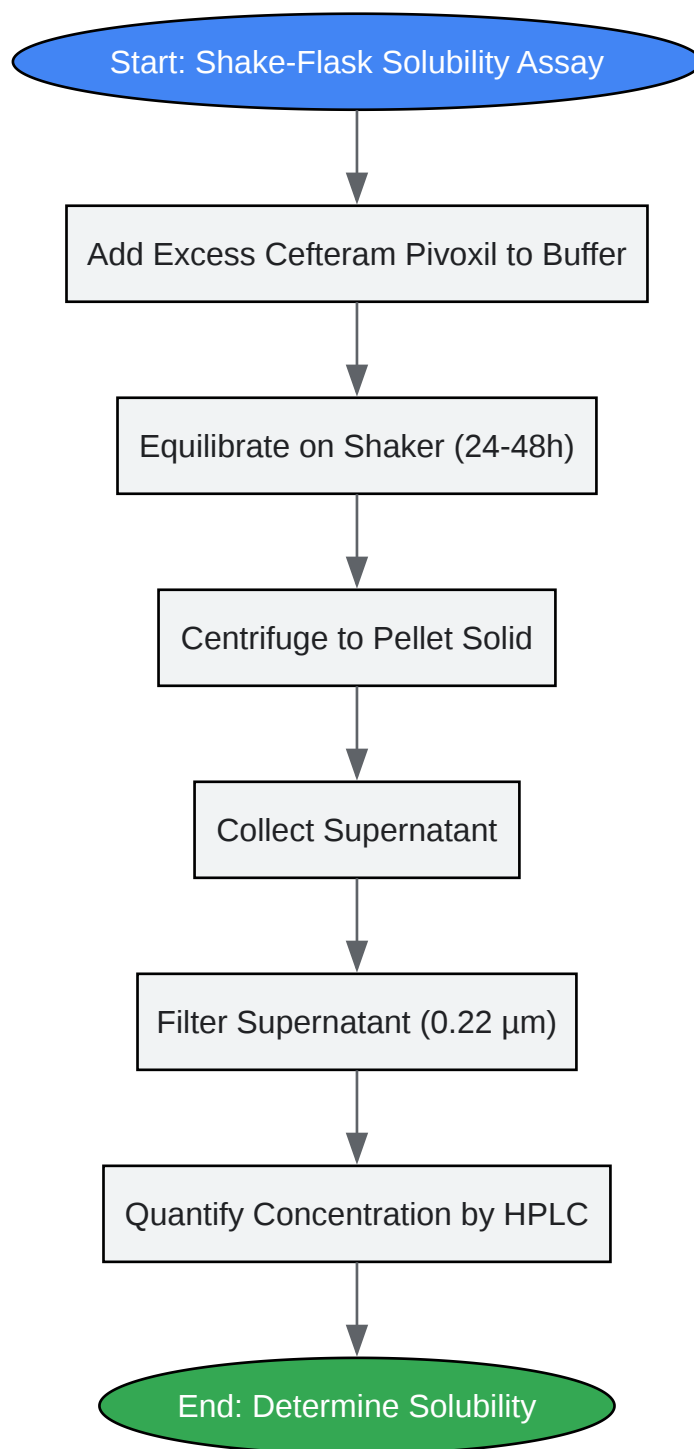 Start: Shake-Flask Solubility Assay
Add Excess Cefteram Pivoxil to Buffer
Equilibrate on Shaker (24-48h)
Centrifuge to Pellet Solid
Collect Supernatant
Filter Supernatant (0.22 µm)
Quantify Concentration by HPLC
End: Determine Solubility